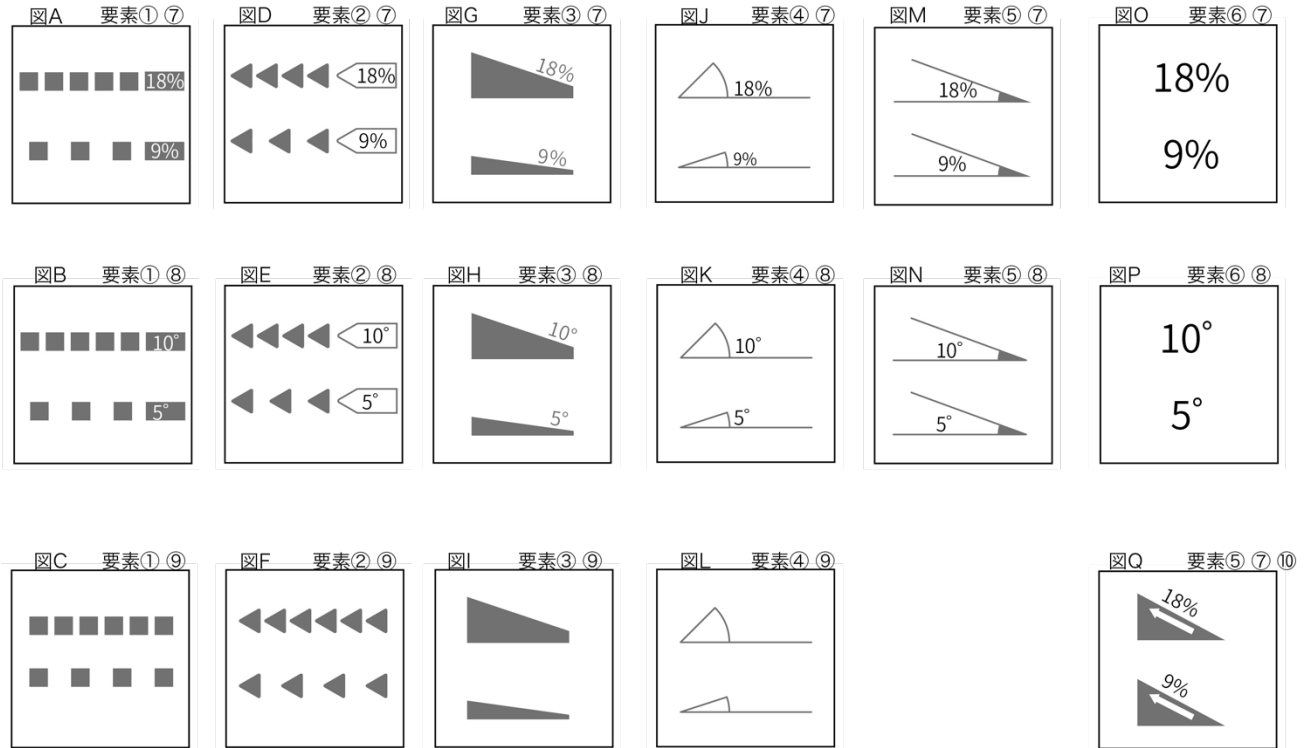 図A 要素① ⑦
18%
9%
図D 要素② ⑦
18%
9%
図G 要素③ ⑦
18%
9%
図J 要素④ ⑦
18%
9%
図M 要素⑤ ⑦
18%
9%
図O 要素⑥ ⑦
18%
9%
図B 要素① ⑧
10°
5°
図E 要素② ⑧
10°
5°
図H 要素③ ⑧
10°
5°
図K 要素④ ⑧
10°
5°
図N 要素⑤ ⑧
10°
5°
図P 要素⑥ ⑧
10°
5°
図C 要素① ⑨
図F 要素② ⑨
図I 要素③ ⑨
図L 要素④ ⑨
図Q 要素⑤ ⑦ ⑩
18%
9%